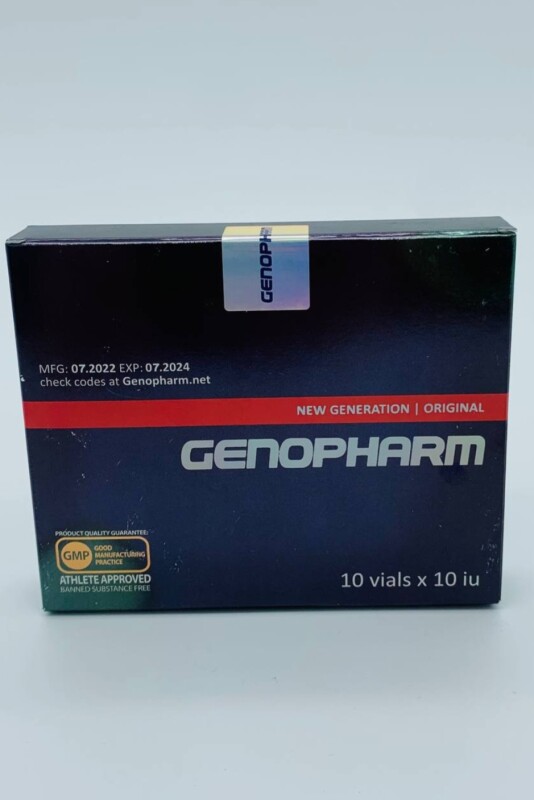 GENOPHARM
MFG: 07.2022 EXP: 07.2024
check codes at Genopharm.net
NEW GENERATION | ORIGINAL
GENOPHARM
PRODUCT QUALITY GUARANTEE:
GMP
GOOD
MANUFACTURING
PRACTICE
ATHLETE APPROVED
BANNED SUBSTANCE FREE
10 vials x 10 iu